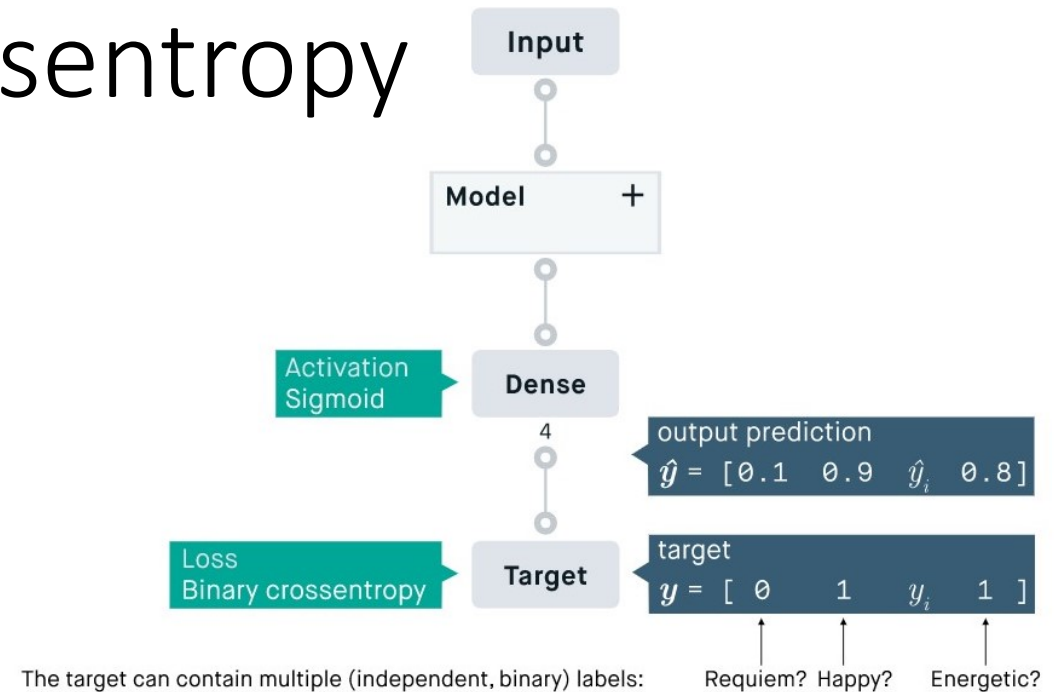 sentropy
Input
Model +
Activation
Sigmoid
Dense
4
output prediction
ŷ = [0.1 0.9 ŷᵢ 0.8]
Loss
Binary crossentropy
Target
target
y = [ 0 1 yᵢ 1 ]
The target can contain multiple (independent, binary) labels: Requiem? Happy? Energetic?